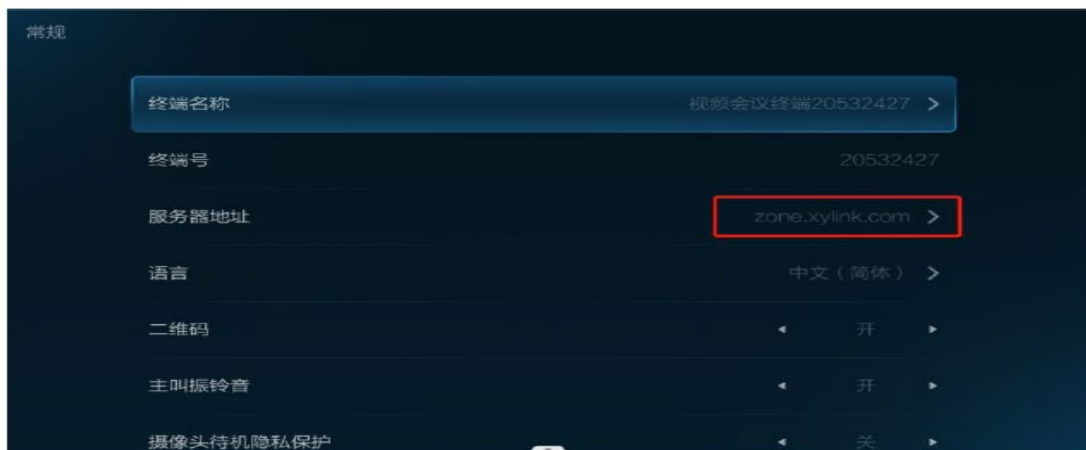 常规
终端名称 视频会议终端20532427 >
终端号 20532427
服务器地址 zone.xylink.com >
语言 中文（简体） >
二维码 ◂ 开 ▸
主叫振铃音 ◂ 开 ▸
摄像头待机隐私保护 ◂ 关 ▸